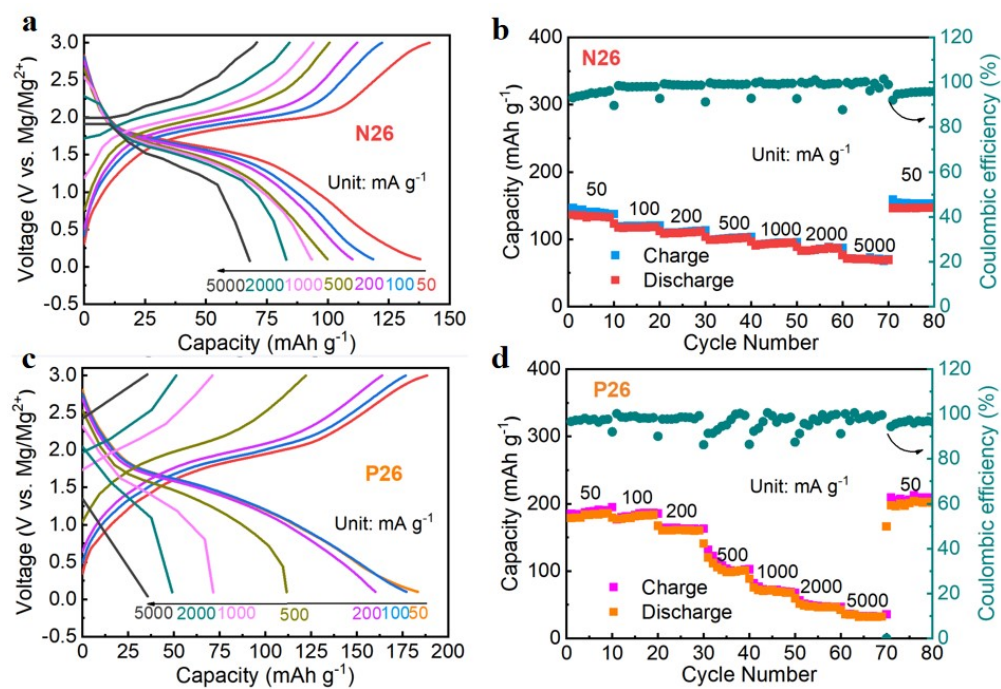 a
Voltage (V vs. Mg/Mg2+)
3.0
2.5
2.0
1.5
1.0
0.5
0.0
-0.5
N26
Unit: mA g-1
5000 2000 1000 500 200 100 50
0 25 50 75 100 125 150
Capacity (mAh g-1)
b
Capacity (mAh g-1)
400
300
200
100
0
N26
Unit: mA g-1
50 100 200 500 1000 2000 5000 50
Charge
Discharge
0 10 20 30 40 50 60 70 80
Cycle Number
120
100
80
60
40
20
0
Coulombic efficiency (%)
c
Voltage (V vs. Mg/Mg2+)
3.0
2.5
2.0
1.5
1.0
0.5
0.0
-0.5
P26
Unit: mA g-1
5000 2000 1000 500 200 100 50
0 25 50 75 100 125 150 175 200
Capacity (mAh g-1)
d
Capacity (mAh g-1)
400
300
200
100
0
P26
Unit: mA g-1
50 100 200 500 1000 2000 5000 50
Charge
Discharge
0 10 20 30 40 50 60 70 80
Cycle Number
120
100
80
60
40
20
0
Coulombic efficiency (%)